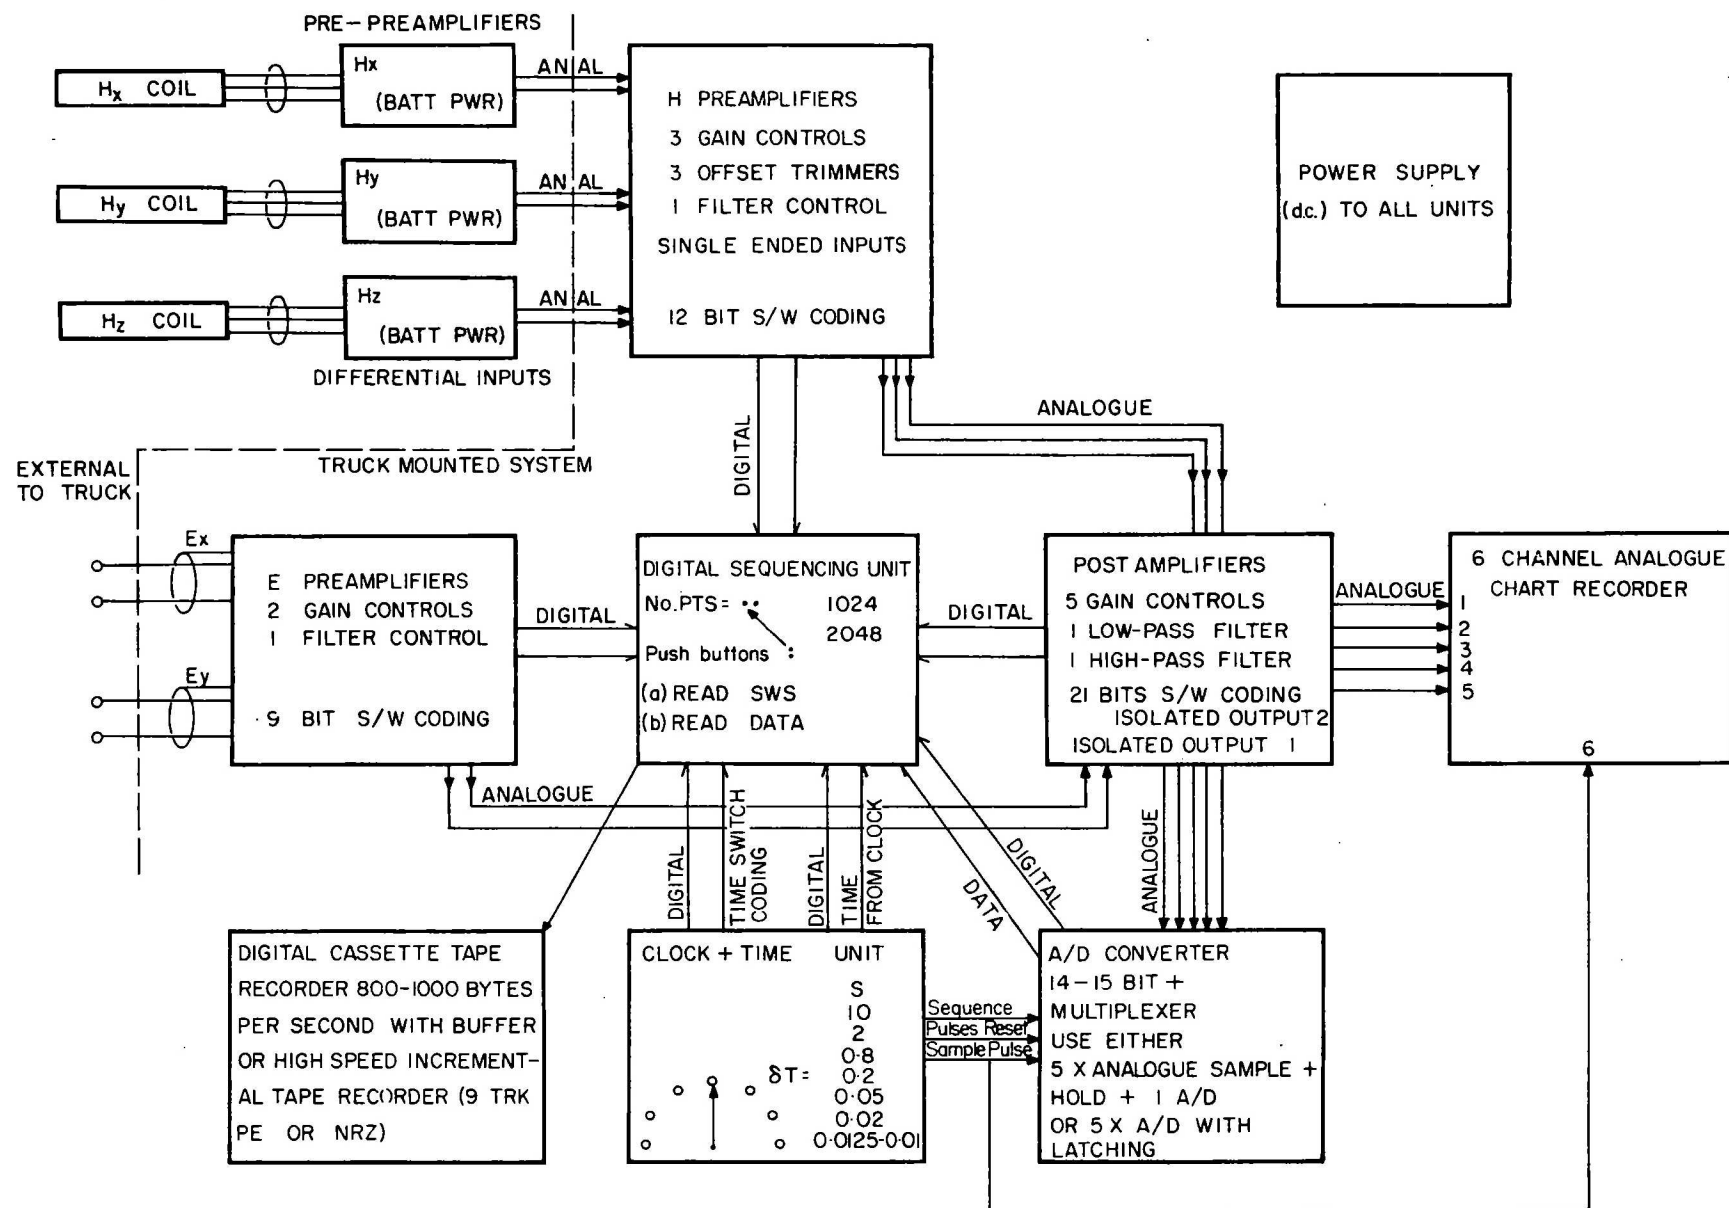 PRE-PREAMPLIFIERS
Hx COIL
Hx
(BATT PWR)
ANAL
Hy COIL
Hy
(BATT PWR)
ANAL
Hz COIL
Hz
(BATT PWR)
ANAL
DIFFERENTIAL INPUTS
H PREAMPLIFIERS
3 GAIN CONTROLS
3 OFFSET TRIMMERS
1 FILTER CONTROL
SINGLE ENDED INPUTS
12 BIT S/W CODING
POWER SUPPLY
(d.c.) TO ALL UNITS
ANALOGUE
DIGITAL
EXTERNAL
TO TRUCK
TRUCK MOUNTED SYSTEM
Ex
Ey
E PREAMPLIFIERS
2 GAIN CONTROLS
1 FILTER CONTROL
9 BIT S/W CODING
DIGITAL
DIGITAL SEQUENCING UNIT
No. PTS = 1024
2048
Push buttons :
(a) READ SWS
(b) READ DATA
DIGITAL
POST AMPLIFIERS
5 GAIN CONTROLS
1 LOW-PASS FILTER
1 HIGH-PASS FILTER
21 BITS S/W CODING
ISOLATED OUTPUT 2
ISOLATED OUTPUT 1
ANALOGUE
6 CHANNEL ANALOGUE
CHART RECORDER
1
2
3
4
5
6
ANALOGUE
DIGITAL
TIME SWITCH
CODING
DIGITAL
TIME
FROM CLOCK
DATA
DIGITAL
ANALOGUE
DIGITAL CASSETTE TAPE
RECORDER 800-1000 BYTES
PER SECOND WITH BUFFER
OR HIGH SPEED INCREMENT-
AL TAPE RECORDER (9 TRK
PE OR NRZ)
CLOCK + TIME UNIT
S
10
2
0.8
δT = 0.2
0.05
0.02
0.0125-0.01
Sequence
Pulses Reset
Sample Pulse
A/D CONVERTER
14-15 BIT +
MULTIPLEXER
USE EITHER
5 X ANALOGUE SAMPLE +
HOLD + 1 A/D
OR 5 X A/D WITH
LATCHING